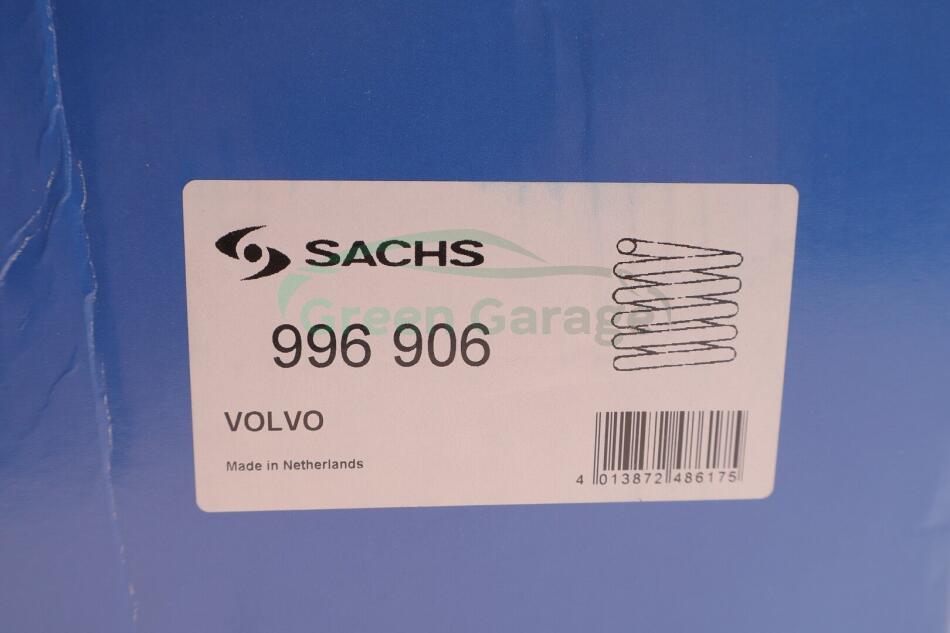 SACHS
Green Garage
996 906
VOLVO
Made in Netherlands
4 013872 486175